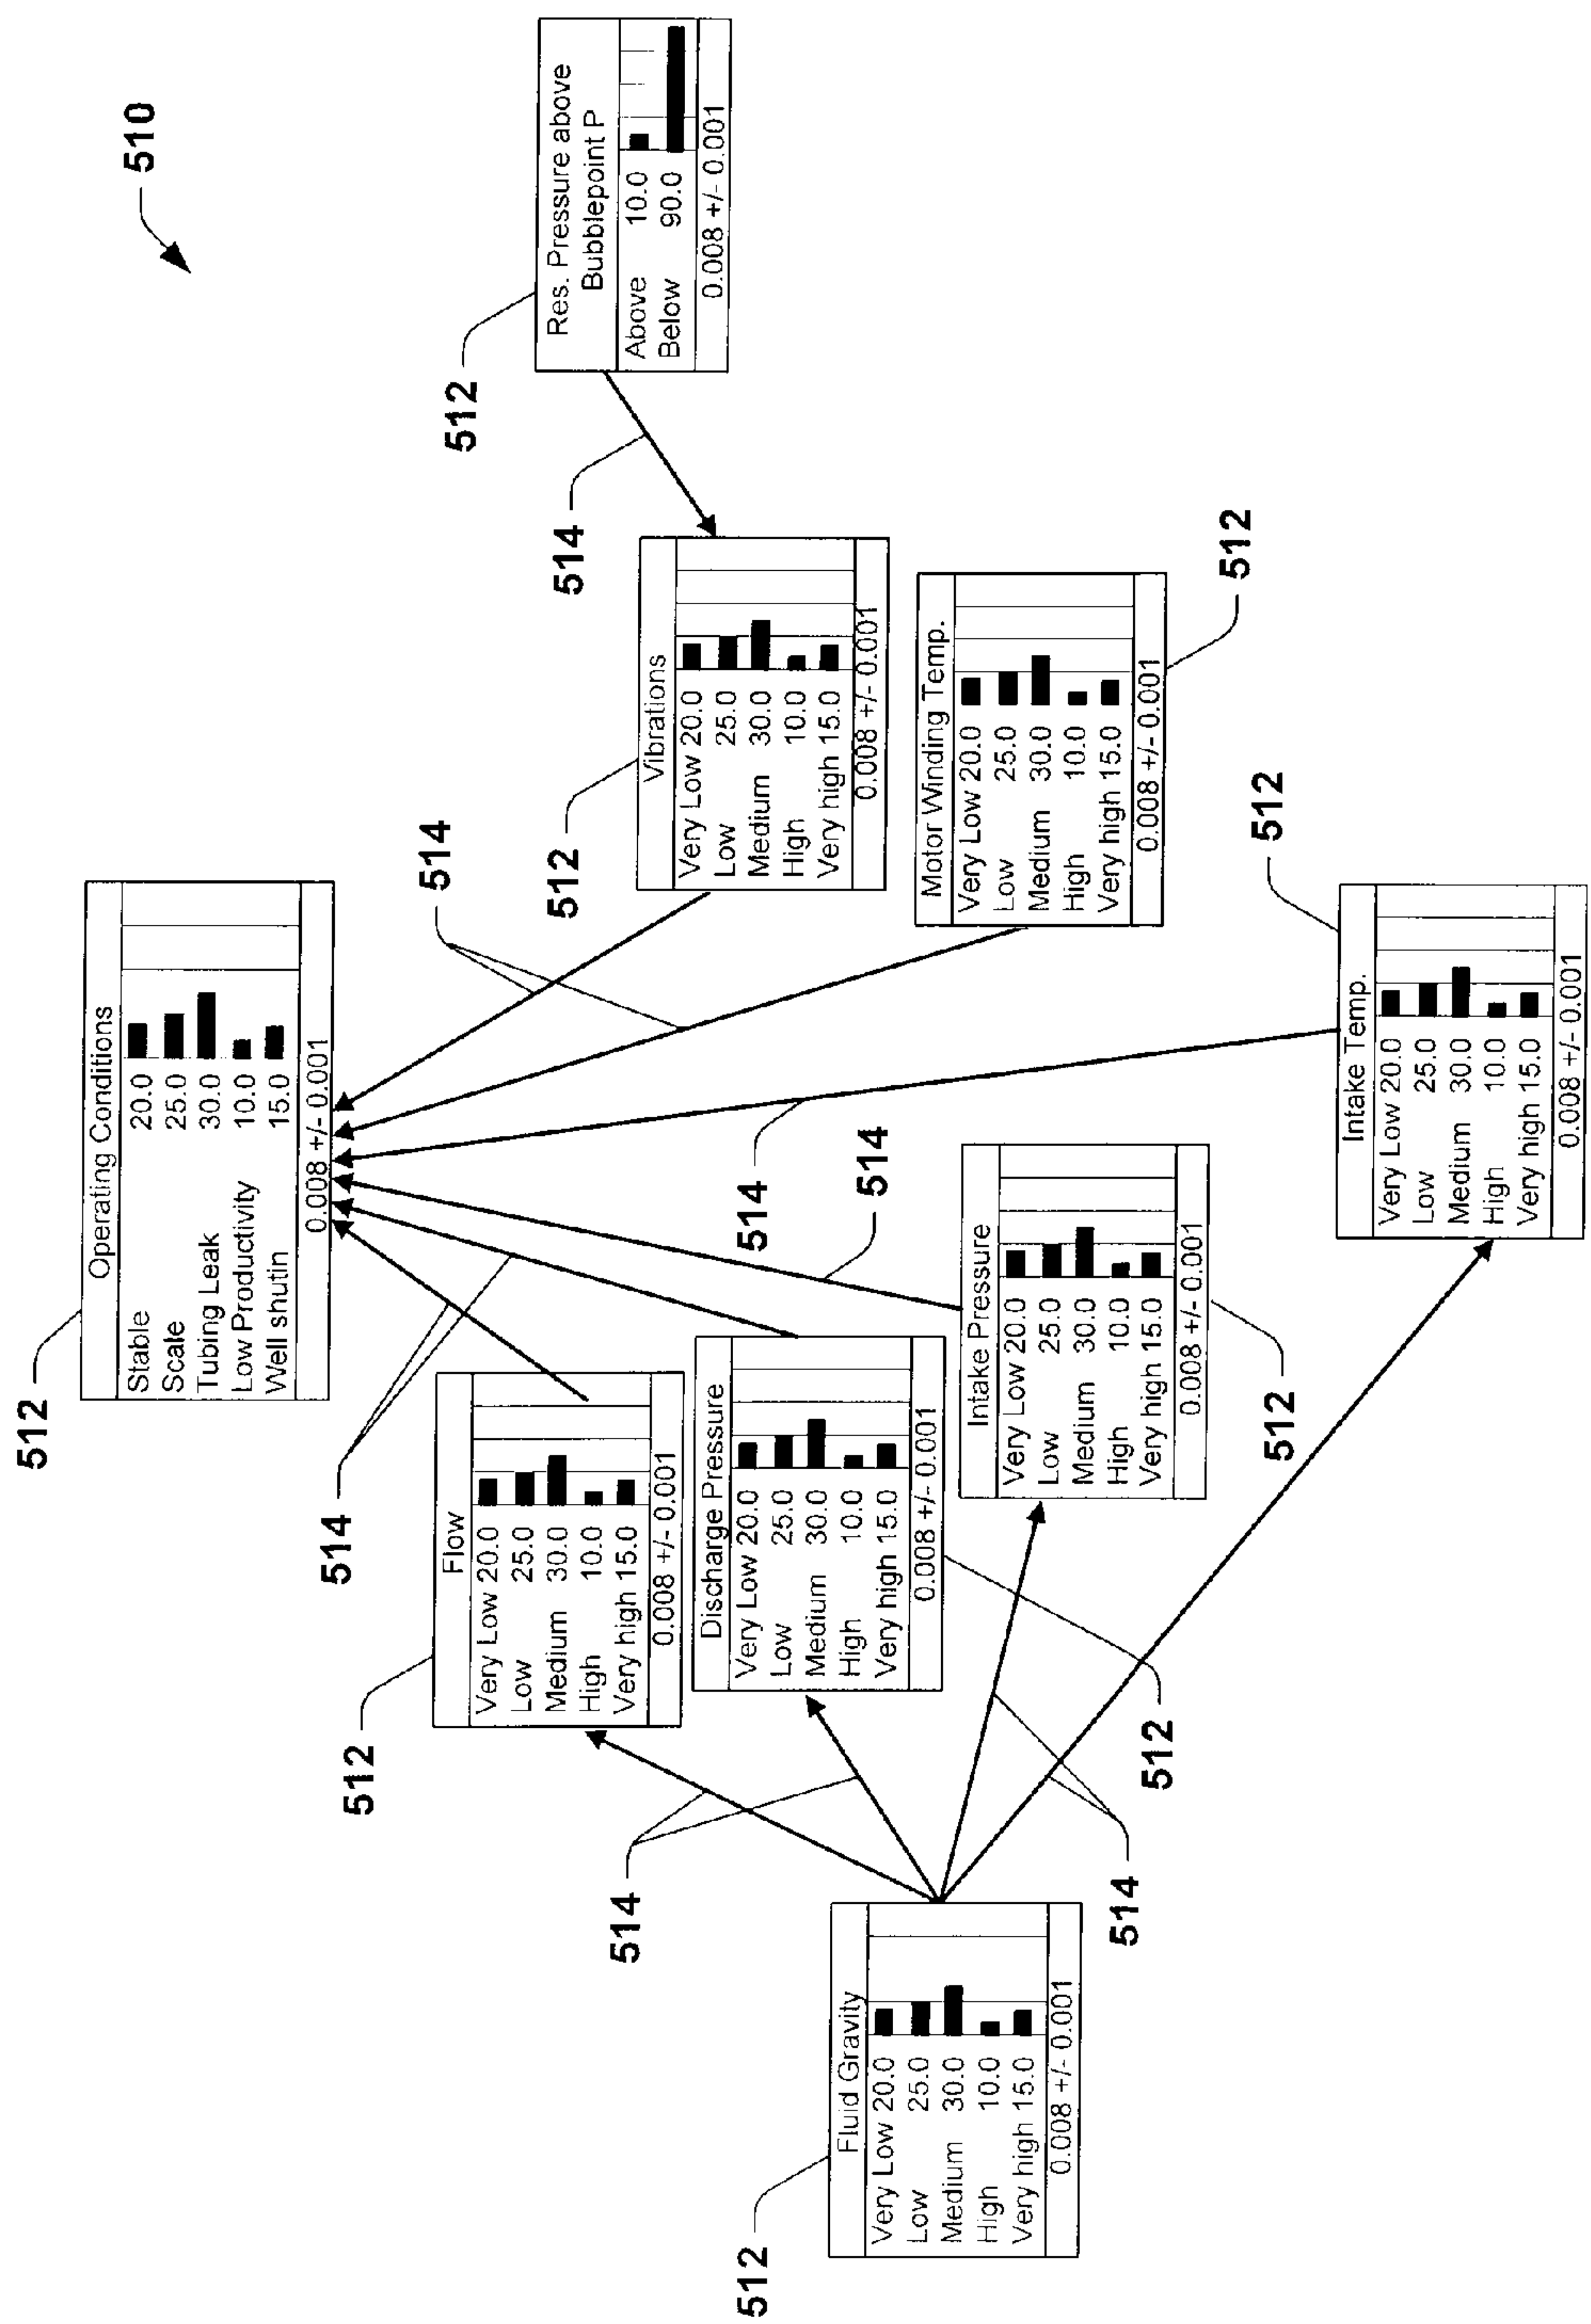 510
512
Operating Conditions
Stable 20.0
Scale 25.0
Tubing Leak 30.0
Low Productivity 10.0
Well shutin 15.0
0.008 +/- 0.001
512
Res. Pressure above
Bubblepoint P
Above 10.0
Below 90.0
0.008 +/- 0.001
514
514
514
512
Flow
Very Low 20.0
Low 25.0
Medium 30.0
High 10.0
Very high 15.0
0.008 +/- 0.001
512
Vibrations
Very Low 20.0
Low 25.0
Medium 30.0
High 10.0
Very high 15.0
0.008 +/- 0.001
514
Discharge Pressure
Very Low 20.0
Low 25.0
Medium 30.0
High 10.0
Very high 15.0
0.008 +/- 0.001
512
514
514
Motor Winding Temp.
Very Low 20.0
Low 25.0
Medium 30.0
High 10.0
Very high 15.0
0.008 +/- 0.001
512
512
Fluid Gravity
Very Low 20.0
Low 25.0
Medium 30.0
High 10.0
Very high 15.0
0.008 +/- 0.001
514
Intake Pressure
Very Low 20.0
Low 25.0
Medium 30.0
High 10.0
Very high 15.0
0.008 +/- 0.001
512
512
Intake Temp.
Very Low 20.0
Low 25.0
Medium 30.0
High 10.0
Very high 15.0
0.008 +/- 0.001